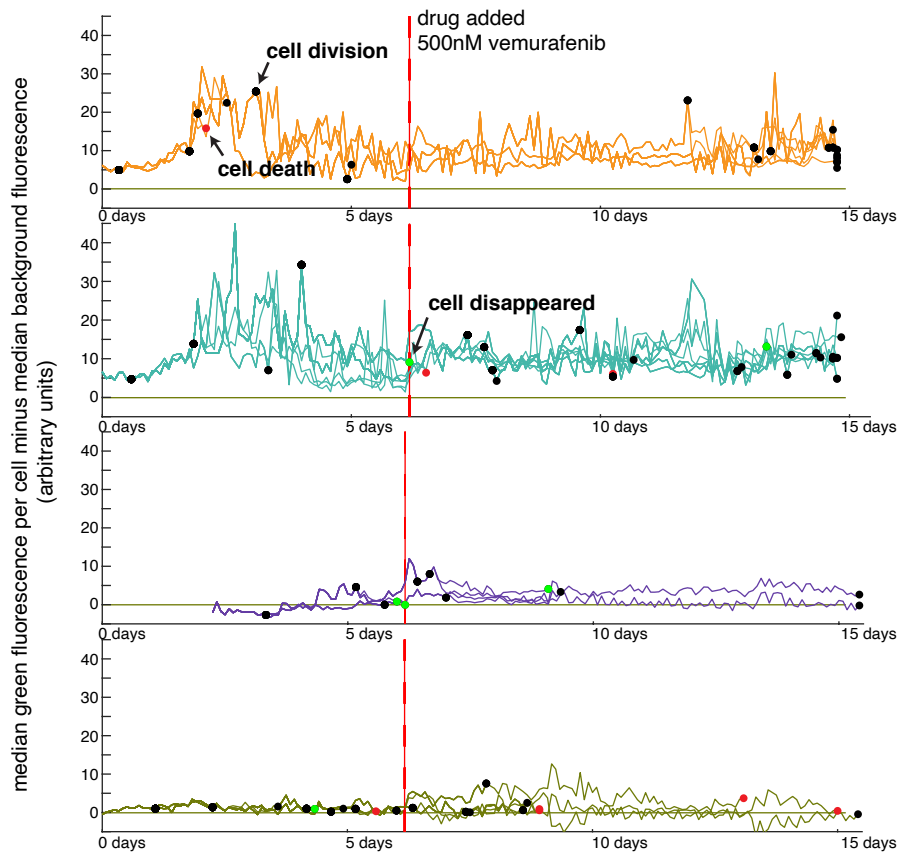 drug added
500nM vemurafenib
median green fluorescence per cell minus median background fluorescence
(arbitrary units)
40
30
20
10
0
cell division
cell death
0 days
5 days
10 days
15 days
40
30
20
10
0
cell disappeared
0 days
5 days
10 days
15 days
40
30
20
10
0
0 days
5 days
10 days
15 days
40
30
20
10
0
0 days
5 days
10 days
15 days